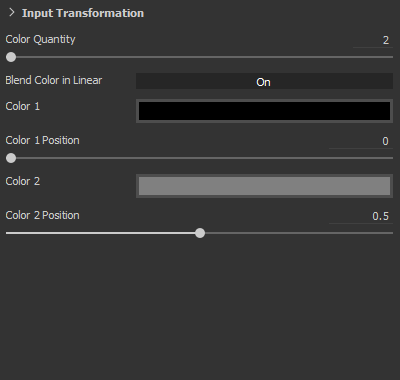 Input Transformation
Color Quantity 2
Blend Color in Linear On
Color 1
Color 1 Position 0
Color 2
Color 2 Position 0.5